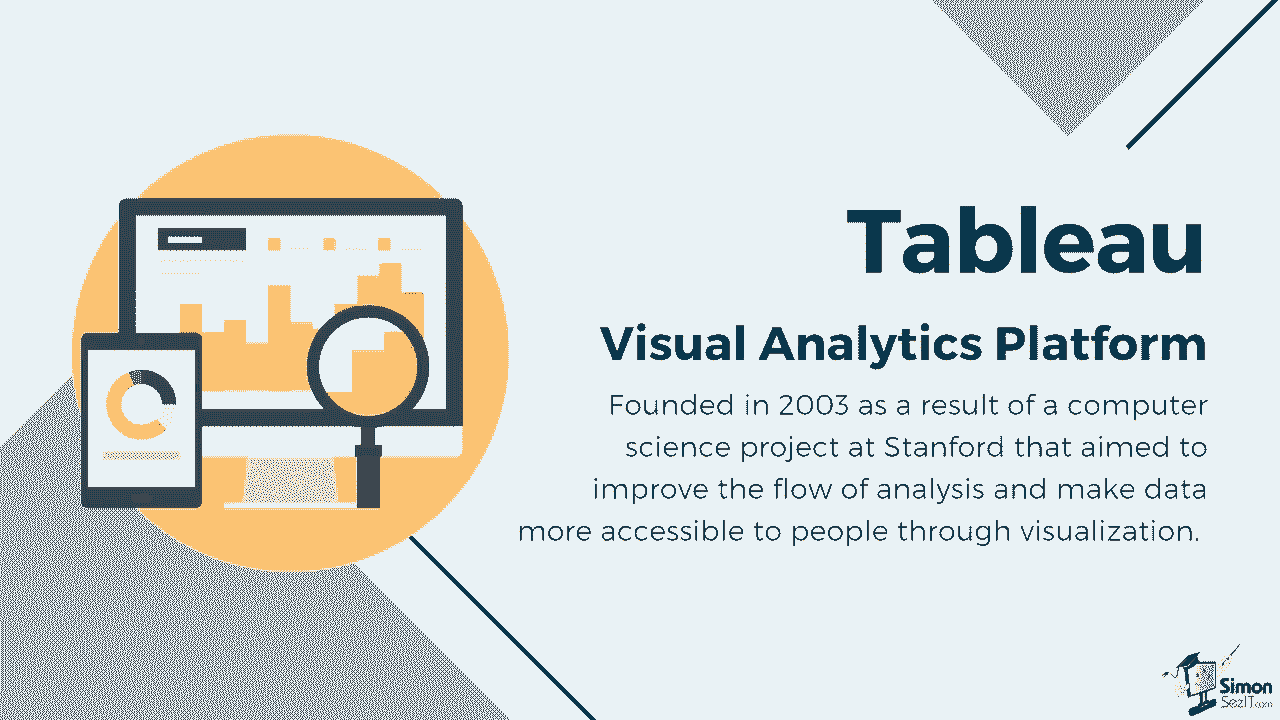 Tableau
Visual Analytics Platform
Founded in 2003 as a result of a computer
science project at Stanford that aimed to
improve the flow of analysis and make data
more accessible to people through visualization.
Simon
SezIT.com